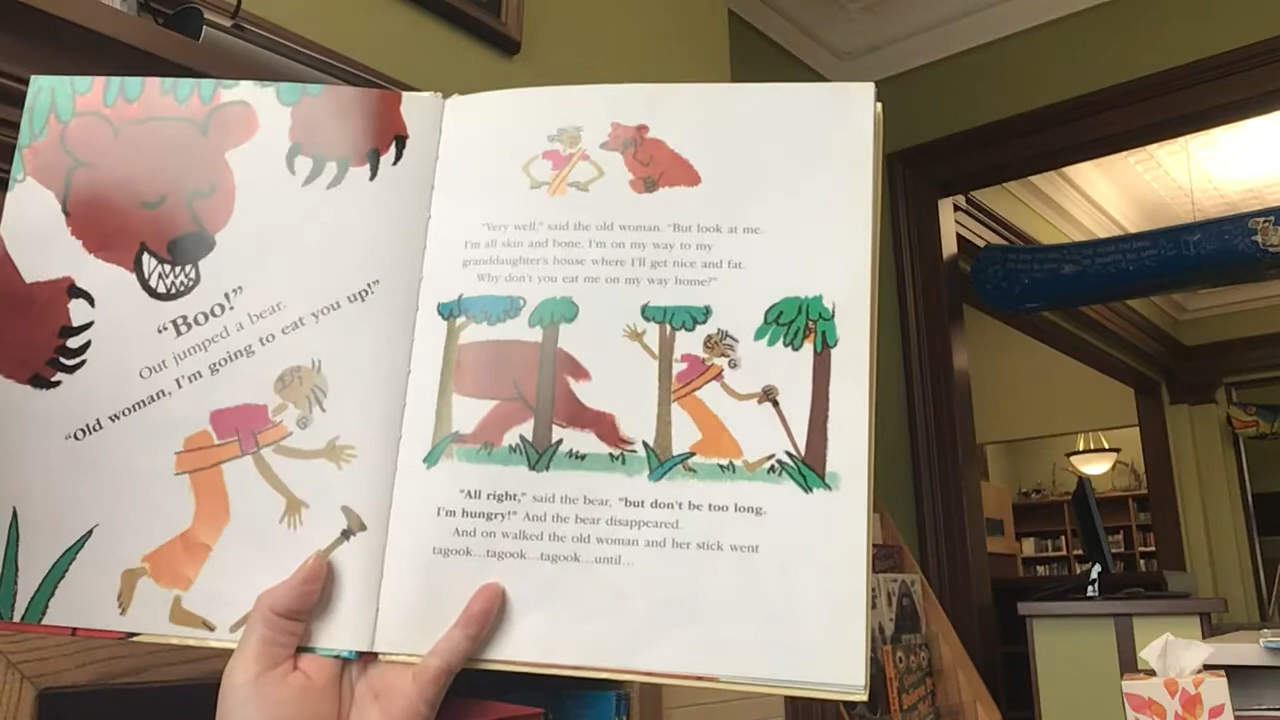 "Boo!"
Out jumped a bear.
"Old woman, I'm going to eat you up!"
"Very well," said the old woman. "But look at me.
I'm all skin and bone. I'm on my way to my
granddaughter's house where I'll get nice and fat.
Why don't you eat me on my way home?"
"All right," said the bear, "but don't be too long.
I'm hungry!" And the bear disappeared.
And on walked the old woman and her stick went
tagook...tagook...tagook...until...